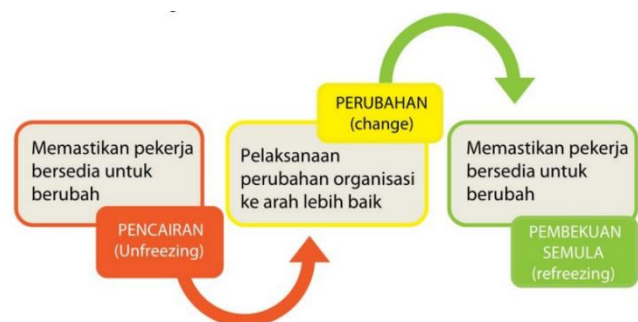 Memastikan pekerja
bersedia untuk
berubah
PENCAIRAN
(Unfreezing)
PERUBAHAN
(change)
Pelaksanaan
perubahan organisasi
ke arah lebih baik
Memastikan pekerja
bersedia untuk
berubah
PEMBEKUAN
SEMULA
(refreezing)